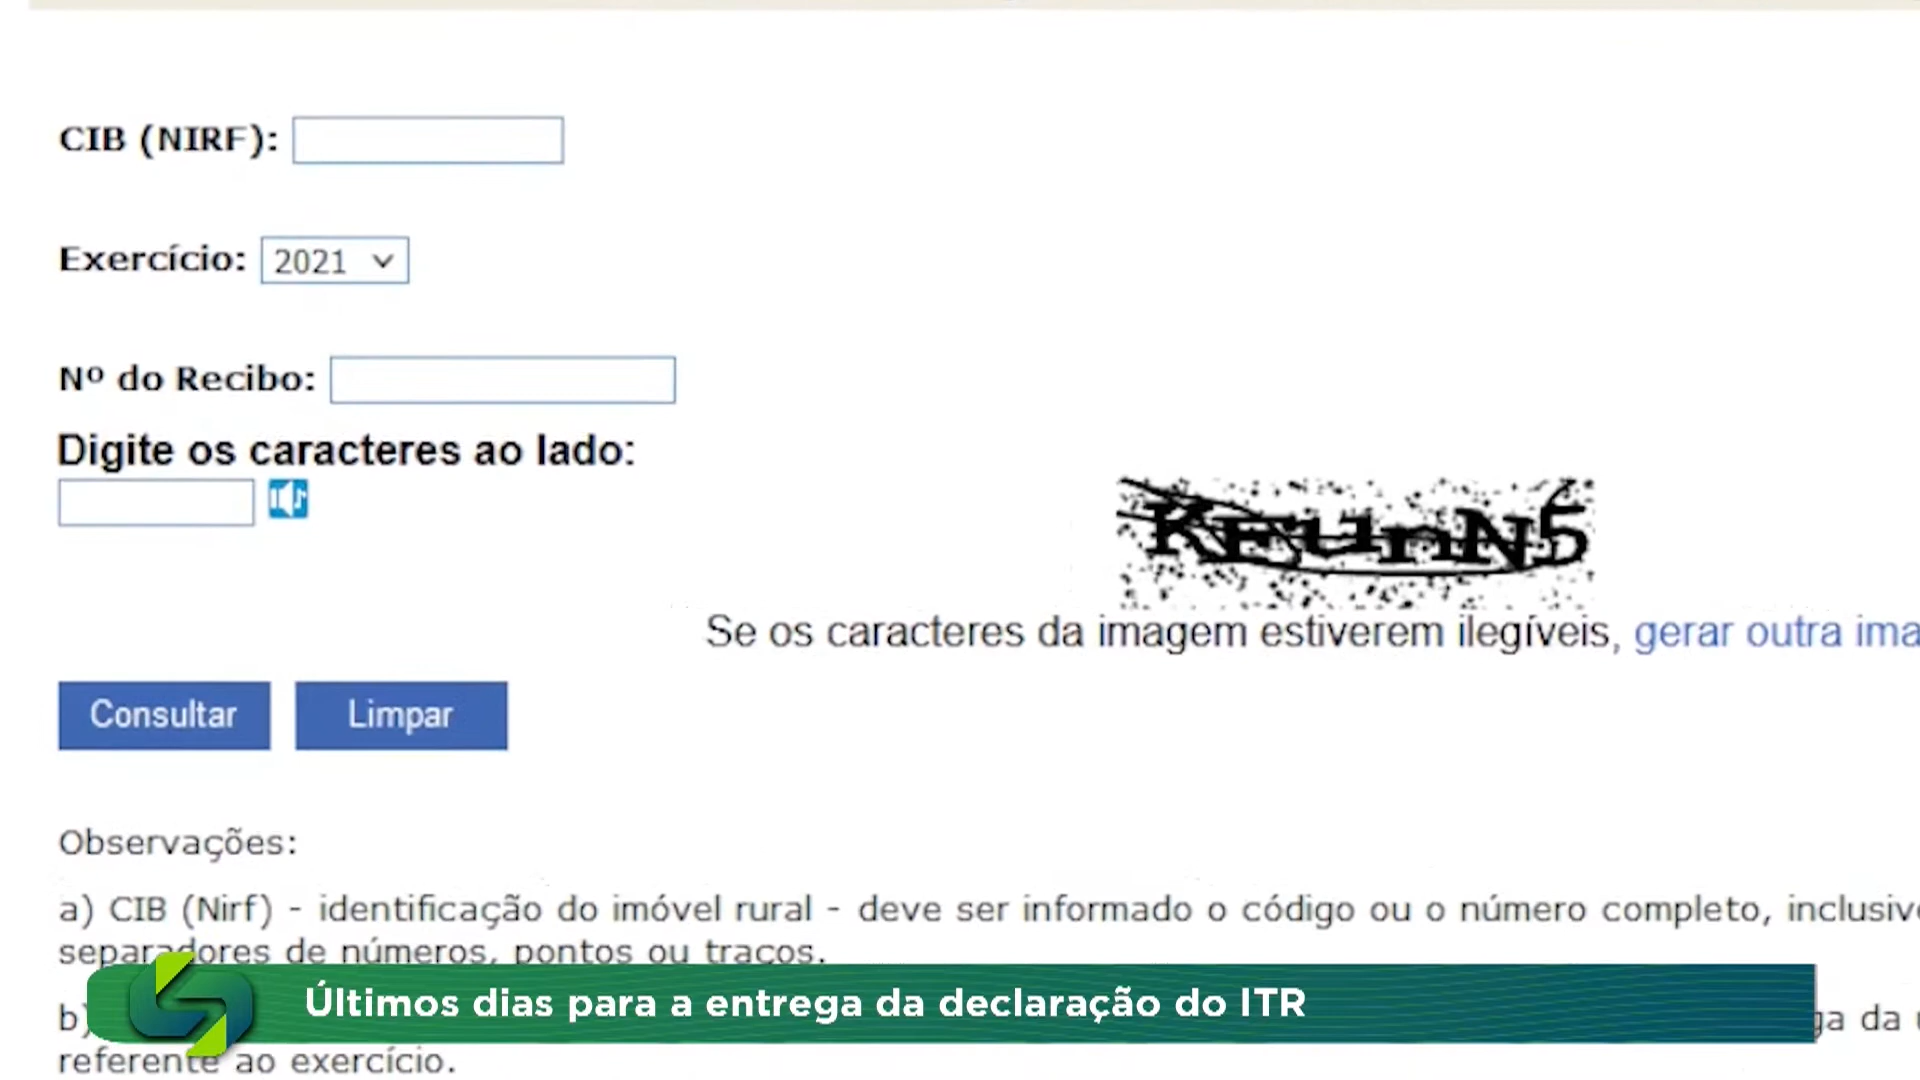 CIB (NIRF):
Exercício: 2021
Nº do Recibo:
Digite os caracteres ao lado:
KEunN5
Se os caracteres da imagem estiverem ilegíveis, gerar outra ima
Consultar Limpar
Observações:
a) CIB (Nirf) - identificação do imóvel rural - deve ser informado o código ou o número completo, inclusive
separadores de números, pontos ou traços.
Últimos dias para a entrega da declaração do ITR
b) da
referente ao exercício.